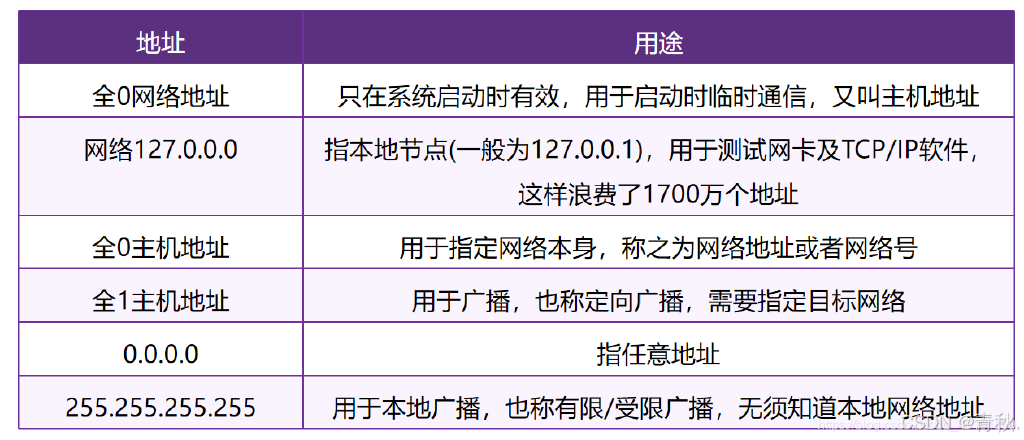 地址 用途
全0网络地址 只在系统启动时有效，用于启动时临时通信，又叫主机地址
网络127.0.0.0 指本地节点(一般为127.0.0.1)，用于测试网卡及TCP/IP软件，
这样浪费了1700万个地址
全0主机地址 用于指定网络本身，称之为网络地址或者网络号
全1主机地址 用于广播，也称定向广播，需要指定目标网络
0.0.0.0 指任意地址
255.255.255.255 用于本地广播，也称有限/受限广播，无须知道本地网络地址
CSDN @青秋.